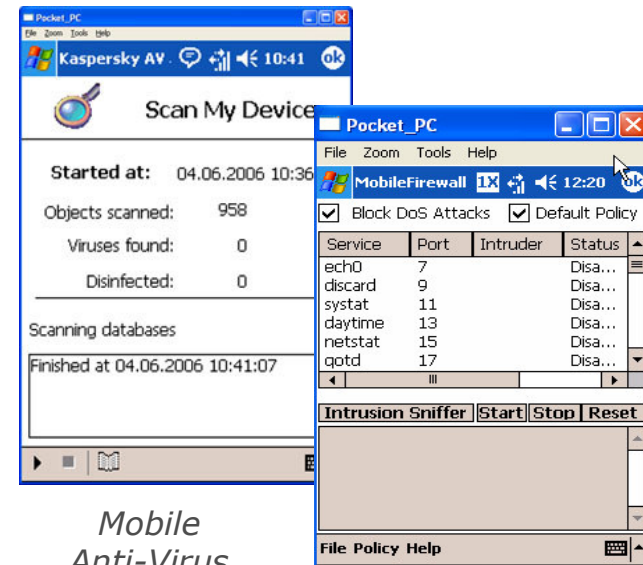 Pocket_PC
File Zoom Tools Help
Kaspersky AV . 10:41 ok
Scan My Device
Started at: 04.06.2006 10:36
Objects scanned: 958
Viruses found: 0
Disinfected: 0
Scanning databases
Finished at 04.06.2006 10:41:07
Mobile
Anti-Virus
Pocket_PC
File Zoom Tools Help
MobileFirewall 1X 12:20 ok
Block DoS Attacks Default Policy
Service Port Intruder Status
ech0 7 Disa...
discard 9 Disa...
systat 11 Disa...
daytime 13 Disa...
netstat 15 Disa...
qotd 17 Disa...
Intrusion Sniffer Start Stop Reset
File Policy Help